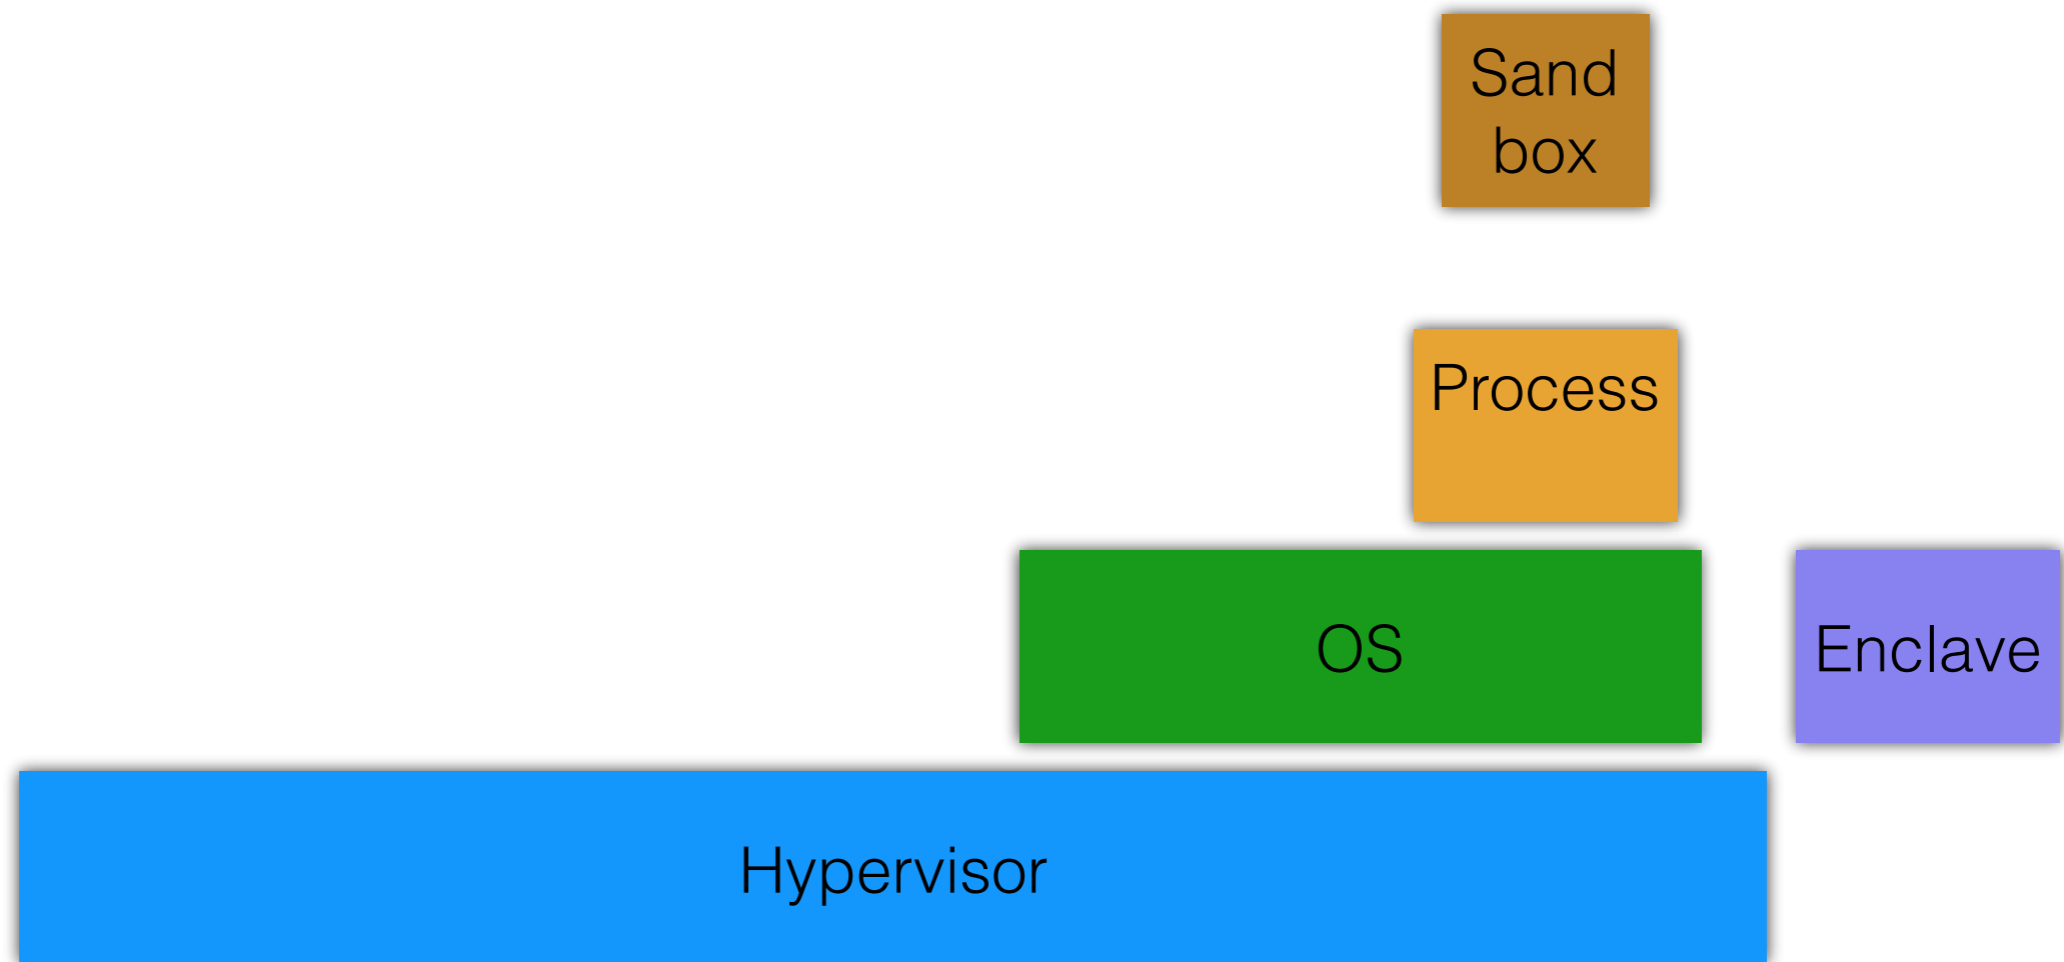 Sand
box
Process
OS
Enclave
Hypervisor